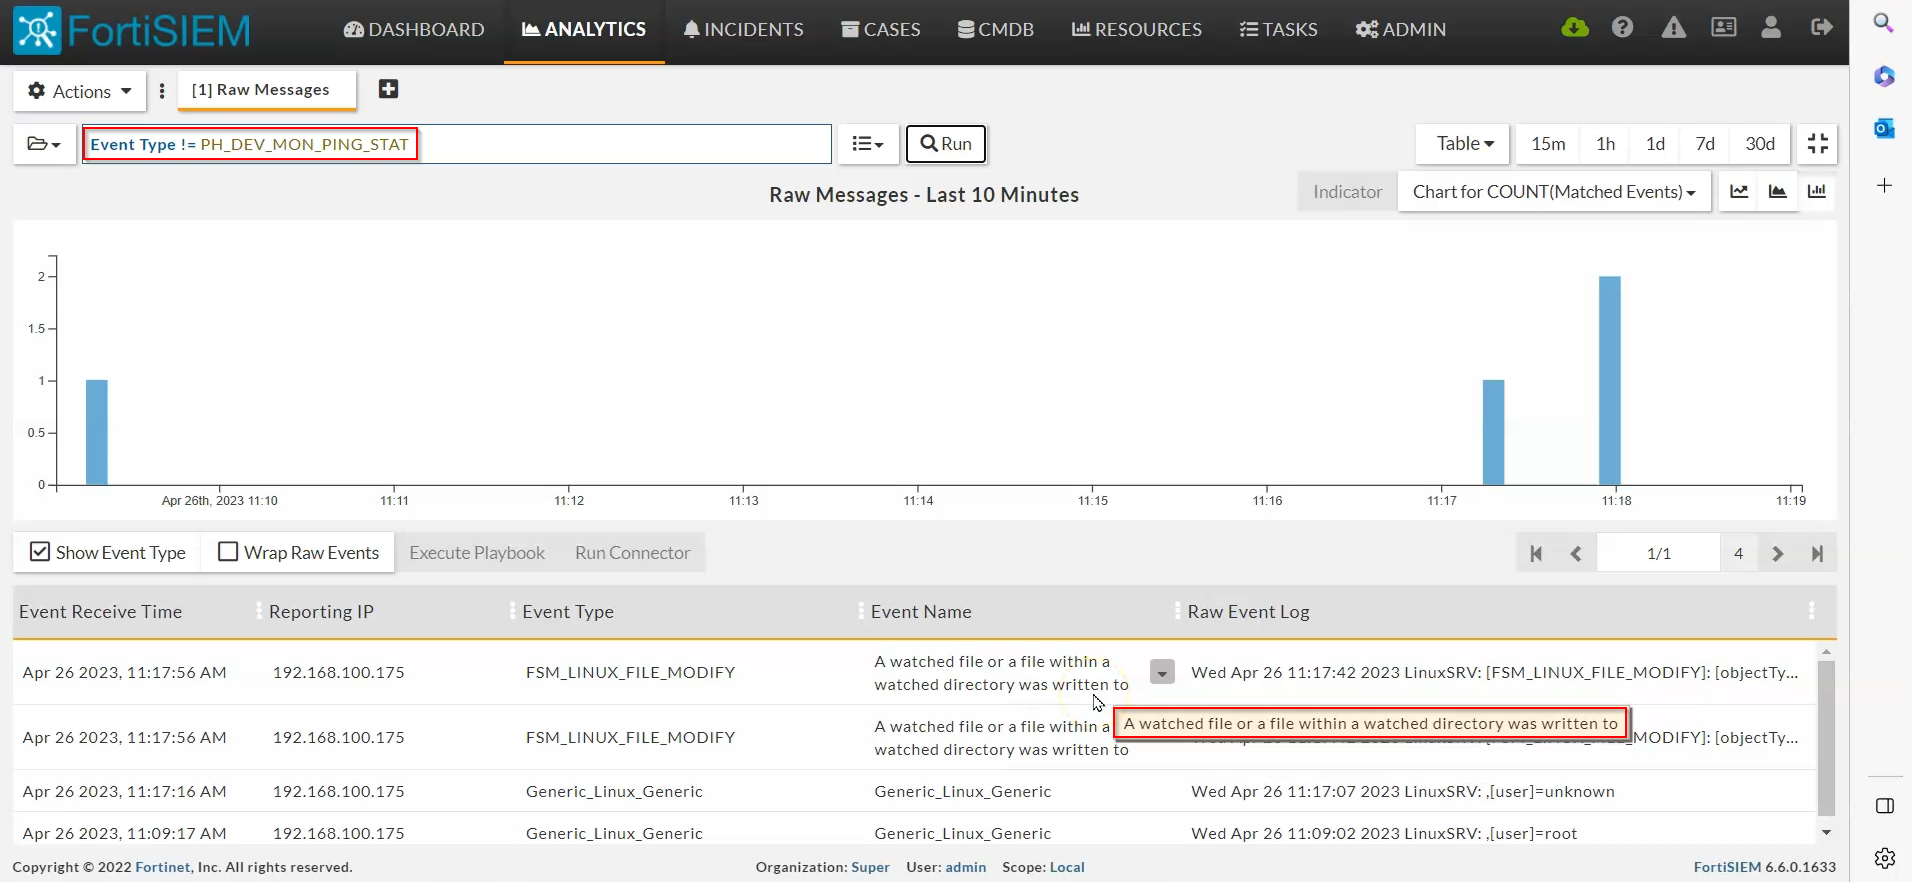 FortiSIEM DASHBOARD ANALYTICS INCIDENTS CASES CMDB RESOURCES TASKS ADMIN
Actions [1] Raw Messages
Event Type != PH_DEV_MON_PING_STAT Run Table 15m 1h 1d 7d 30d
Raw Messages - Last 10 Minutes Indicator Chart for COUNT(Matched Events)
2
1.5
1
0.5
0
Apr 26th, 2023 11:10 11:11 11:12 11:13 11:14 11:15 11:16 11:17 11:18 11:19
Show Event Type Wrap Raw Events Execute Playbook Run Connector 1/1 4
Event Receive Time Reporting IP Event Type Event Name Raw Event Log
Apr 26 2023, 11:17:56 AM 192.168.100.175 FSM_LINUX_FILE_MODIFY A watched file or a file within a watched directory was written to Wed Apr 26 11:17:42 2023 LinuxSRV: [FSM_LINUX_FILE_MODIFY]: [objectTy...
A watched file or a file within a watched directory was written to
Apr 26 2023, 11:17:56 AM 192.168.100.175 FSM_LINUX_FILE_MODIFY A watched file or a file within a watched directory was written to _MODIFY]: [objectTy...
Apr 26 2023, 11:17:16 AM 192.168.100.175 Generic_Linux_Generic Generic_Linux_Generic Wed Apr 26 11:17:07 2023 LinuxSRV: ,[user]=unknown
Apr 26 2023, 11:09:17 AM 192.168.100.175 Generic_Linux_Generic Generic_Linux_Generic Wed Apr 26 11:09:02 2023 LinuxSRV: ,[user]=root
Copyright © 2022 Fortinet, Inc. All rights reserved. Organization: Super User: admin Scope: Local FortiSIEM 6.6.0.1633